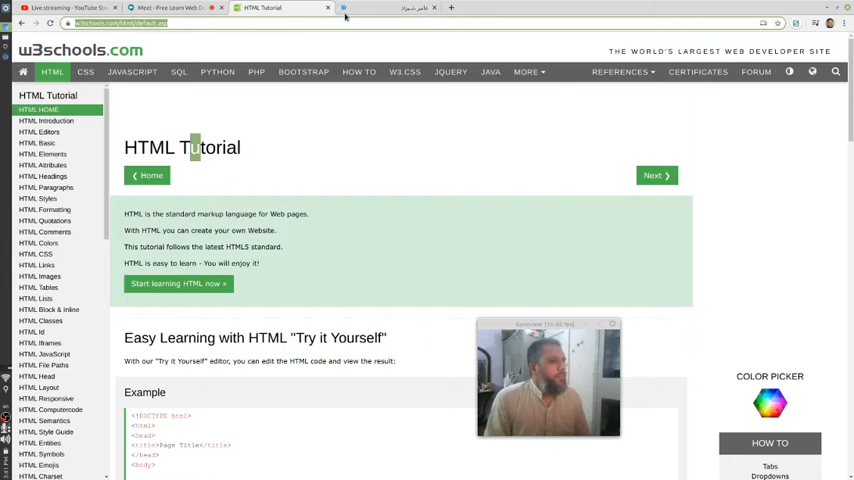 Live streaming - YouTube Stu
Meet - Free Learn Web De
HTML Tutorial
عامر شہزاد
w3schools.com/html/default.asp
w3schools.com
THE WORLD'S LARGEST WEB DEVELOPER SITE
HTML CSS JAVASCRIPT SQL PYTHON PHP BOOTSTRAP HOW TO W3.CSS JQUERY JAVA MORE REFERENCES CERTIFICATES FORUM
HTML Tutorial
HTML HOME
HTML Introduction
HTML Editors
HTML Basic
HTML Elements
HTML Attributes
HTML Headings
HTML Paragraphs
HTML Styles
HTML Formatting
HTML Quotations
HTML Comments
HTML Colors
HTML CSS
HTML Links
HTML Images
HTML Tables
HTML Lists
HTML Block & Inline
HTML Classes
HTML Id
HTML Iframes
HTML JavaScript
HTML File Paths
HTML Head
HTML Layout
HTML Responsive
HTML Computercode
HTML Semantics
HTML Style Guide
HTML Entities
HTML Symbols
HTML Emojis
HTML Charset
HTML Tutorial
❮ Home
Next ❯
HTML is the standard markup language for Web pages.
With HTML you can create your own Website.
This tutorial follows the latest HTML5 standard.
HTML is easy to learn - You will enjoy it!
Start learning HTML now »
Easy Learning with HTML "Try it Yourself"
With our "Try it Yourself" editor, you can edit the HTML code and view the result:
Example
<!DOCTYPE html>
<html>
<head>
<title>Page Title</title>
</head>
<body>
COLOR PICKER
HOW TO
Tabs
Dropdowns